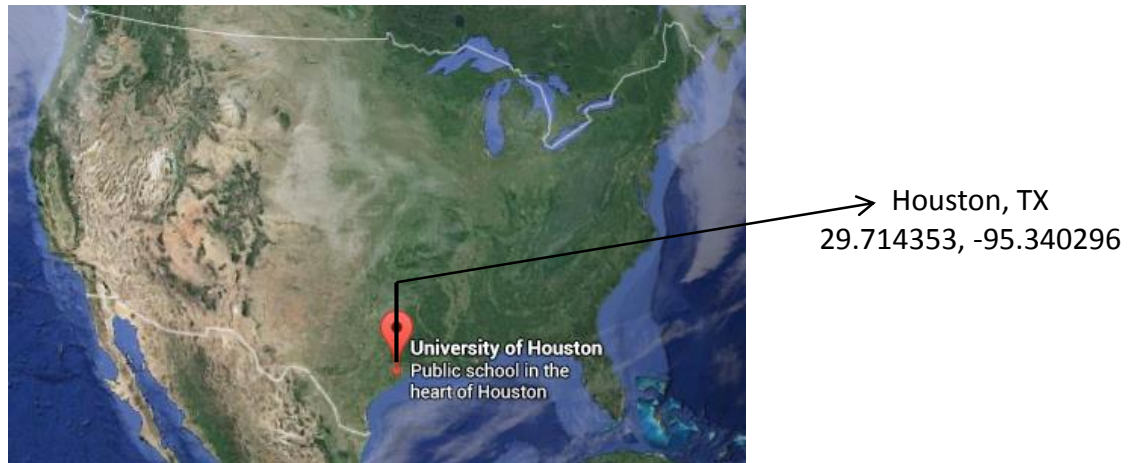 University of Houston
Public school in the
heart of Houston
Houston, TX
29.714353, -95.340296